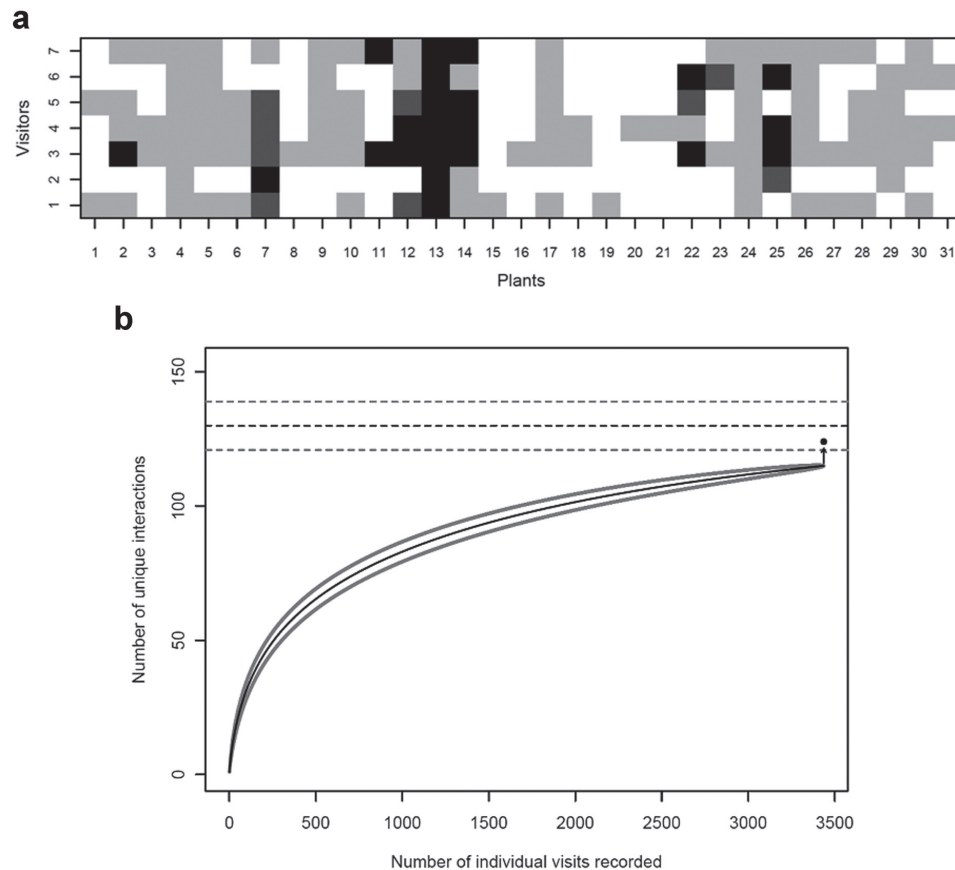 a
Visitors
7
6
5
4
3
2
1
1 2 3 4 5 6 7 8 9 10 11 12 13 14 15 16 17 18 19 20 21 22 23 24 25 26 27 28 29 30 31
Plants
b
Number of unique interactions
150
100
50
0
0 500 1000 1500 2000 2500 3000 3500
Number of individual visits recorded